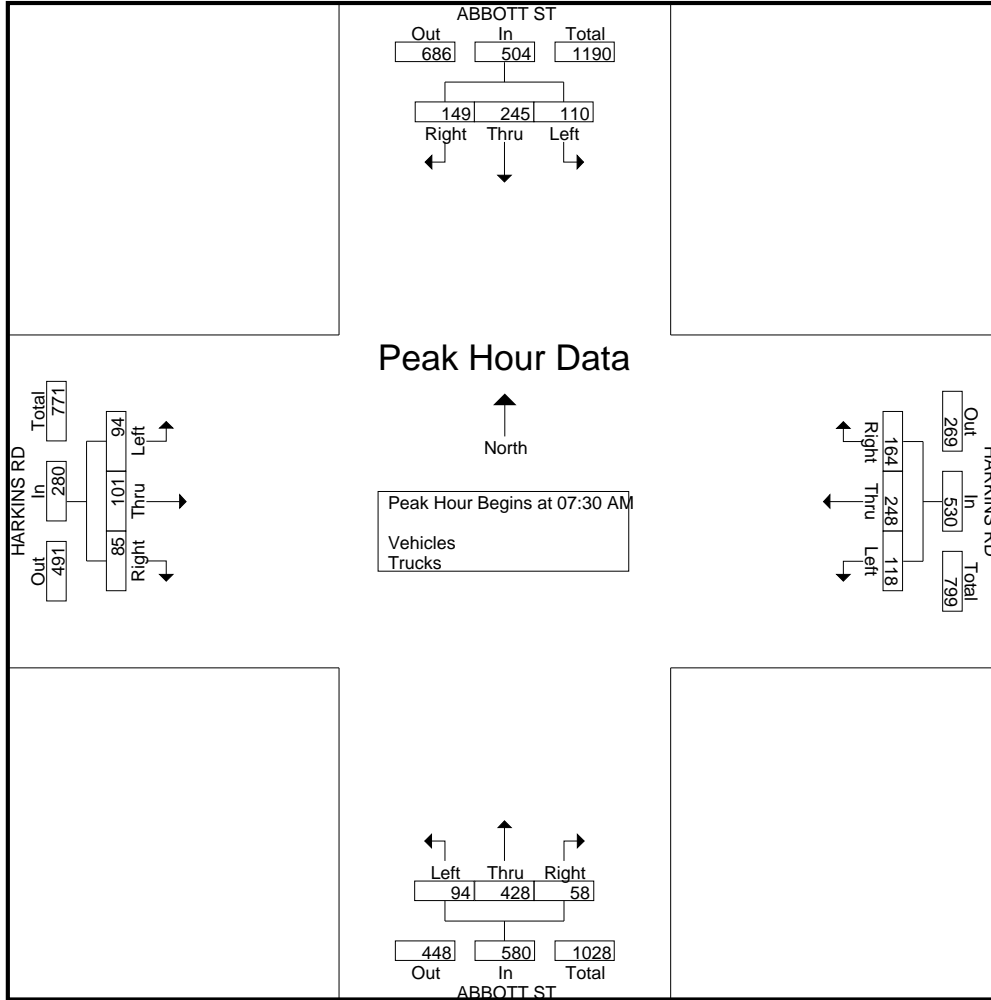 ABBOTT ST
Out In Total
686 504 1190
149 245 110
Right Thru Left
Peak Hour Data
North
Peak Hour Begins at 07:30 AM
Vehicles
Trucks
HARKINS RD
Out In Total
491 280 771
85 101 94
Right Thru Left
HARKINS RD
Out In Total
269 530 799
164 248 118
Right Thru Left
Left Thru Right
94 428 58
448 580 1028
Out In Total
ABBOTT ST